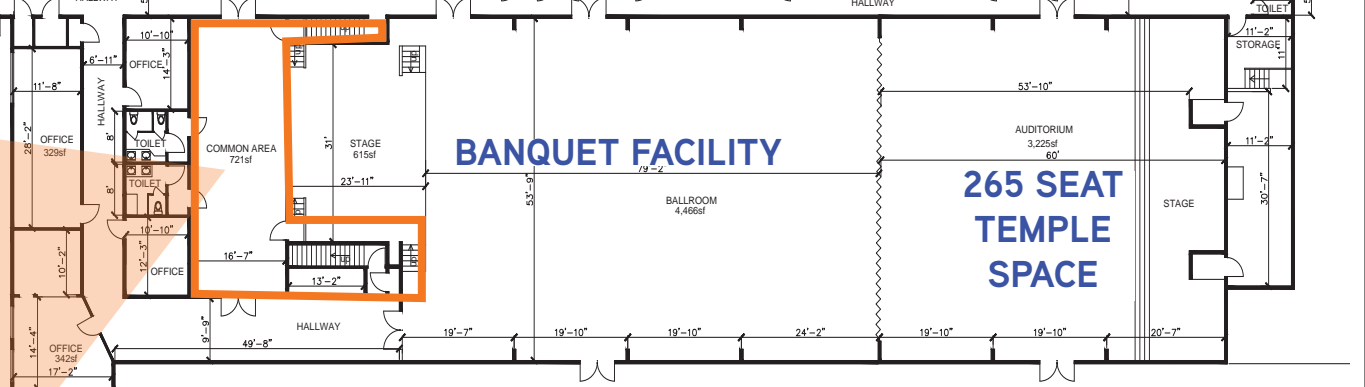 HALLWAY
HALLWAY
TOILET
10'-10"
OFFICE
14'-3"
6'-11"
HALLWAY
11'-8"
28'-2"
OFFICE
329sf
8'
TOILET
8'
TOILET
10'-10"
12'-3"
OFFICE
10'-2"
14'-4"
OFFICE
342sf
17'-2"
COMMON AREA
721sf
16'-7"
31'
STAGE
615sf
23'-11"
13'-2"
UP
HALLWAY
9'-9"
49'-8"
BANQUET FACILITY
79'-2"
53'-9"
BALLROOM
4,466sf
19'-7"
19'-10"
19'-10"
24'-2"
19'-10"
19'-10"
20'-7"
53'-10"
AUDITORIUM
3,225sf
60'
265 SEAT
TEMPLE
SPACE
STAGE
11'-2"
STORAGE
11'
11'-2"
30'-7"